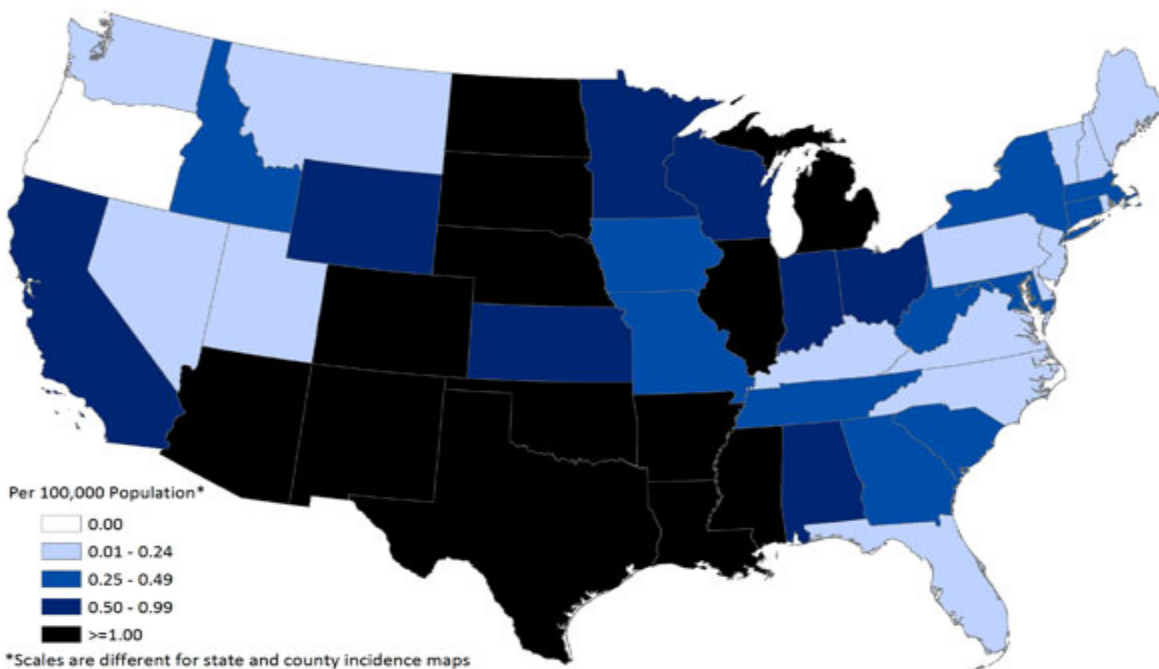 Per 100,000 Population*
0.00
0.01 - 0.24
0.25 - 0.49
0.50 - 0.99
>=1.00
*Scales are different for state and county incidence maps